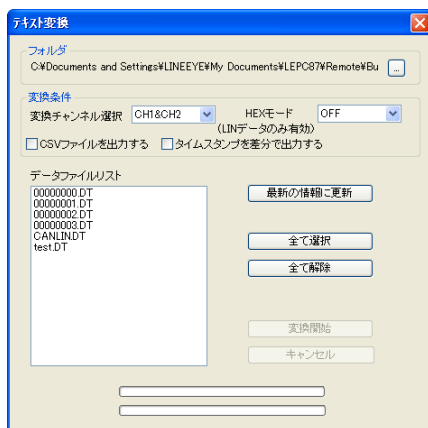 テキスト変換
フォルダ
C:¥Documents and Settings¥LINEEYE¥My Documents¥LEPC87¥Remote¥Bu ...
変換条件
変換チャンネル選択 CH1&CH2 HEXモード OFF
(LINデータのみ有効)
CSVファイルを出力する タイムスタンプを差分で出力する
データファイルリスト
最新の情報に更新
00000000.DT
00000001.DT
00000002.DT
00000003.DT
CANLIN.DT
test.DT
全て選択
全て解除
変換開始
キャンセル